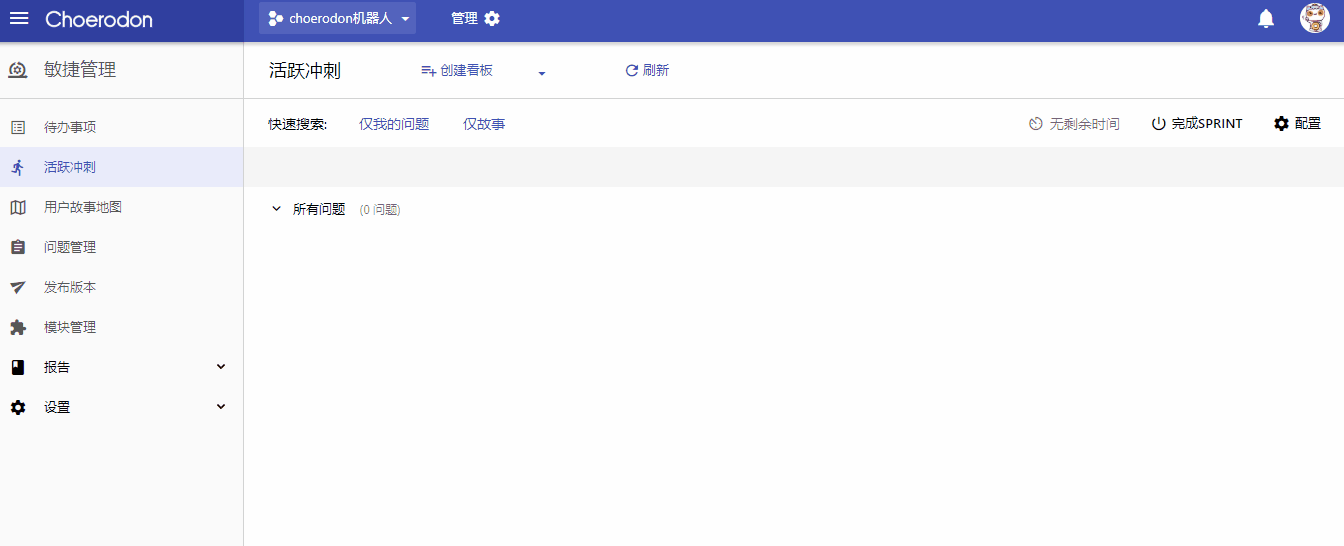 Choerodon
choerodon机器人
管理
敏捷管理
活跃冲刺
创建看板
刷新
快速搜索:
仅我的问题
仅故事
无剩余时间
完成SPRINT
配置
待办事项
活跃冲刺
用户故事地图
问题管理
发布版本
模块管理
报告
设置
所有问题
(0 问题)